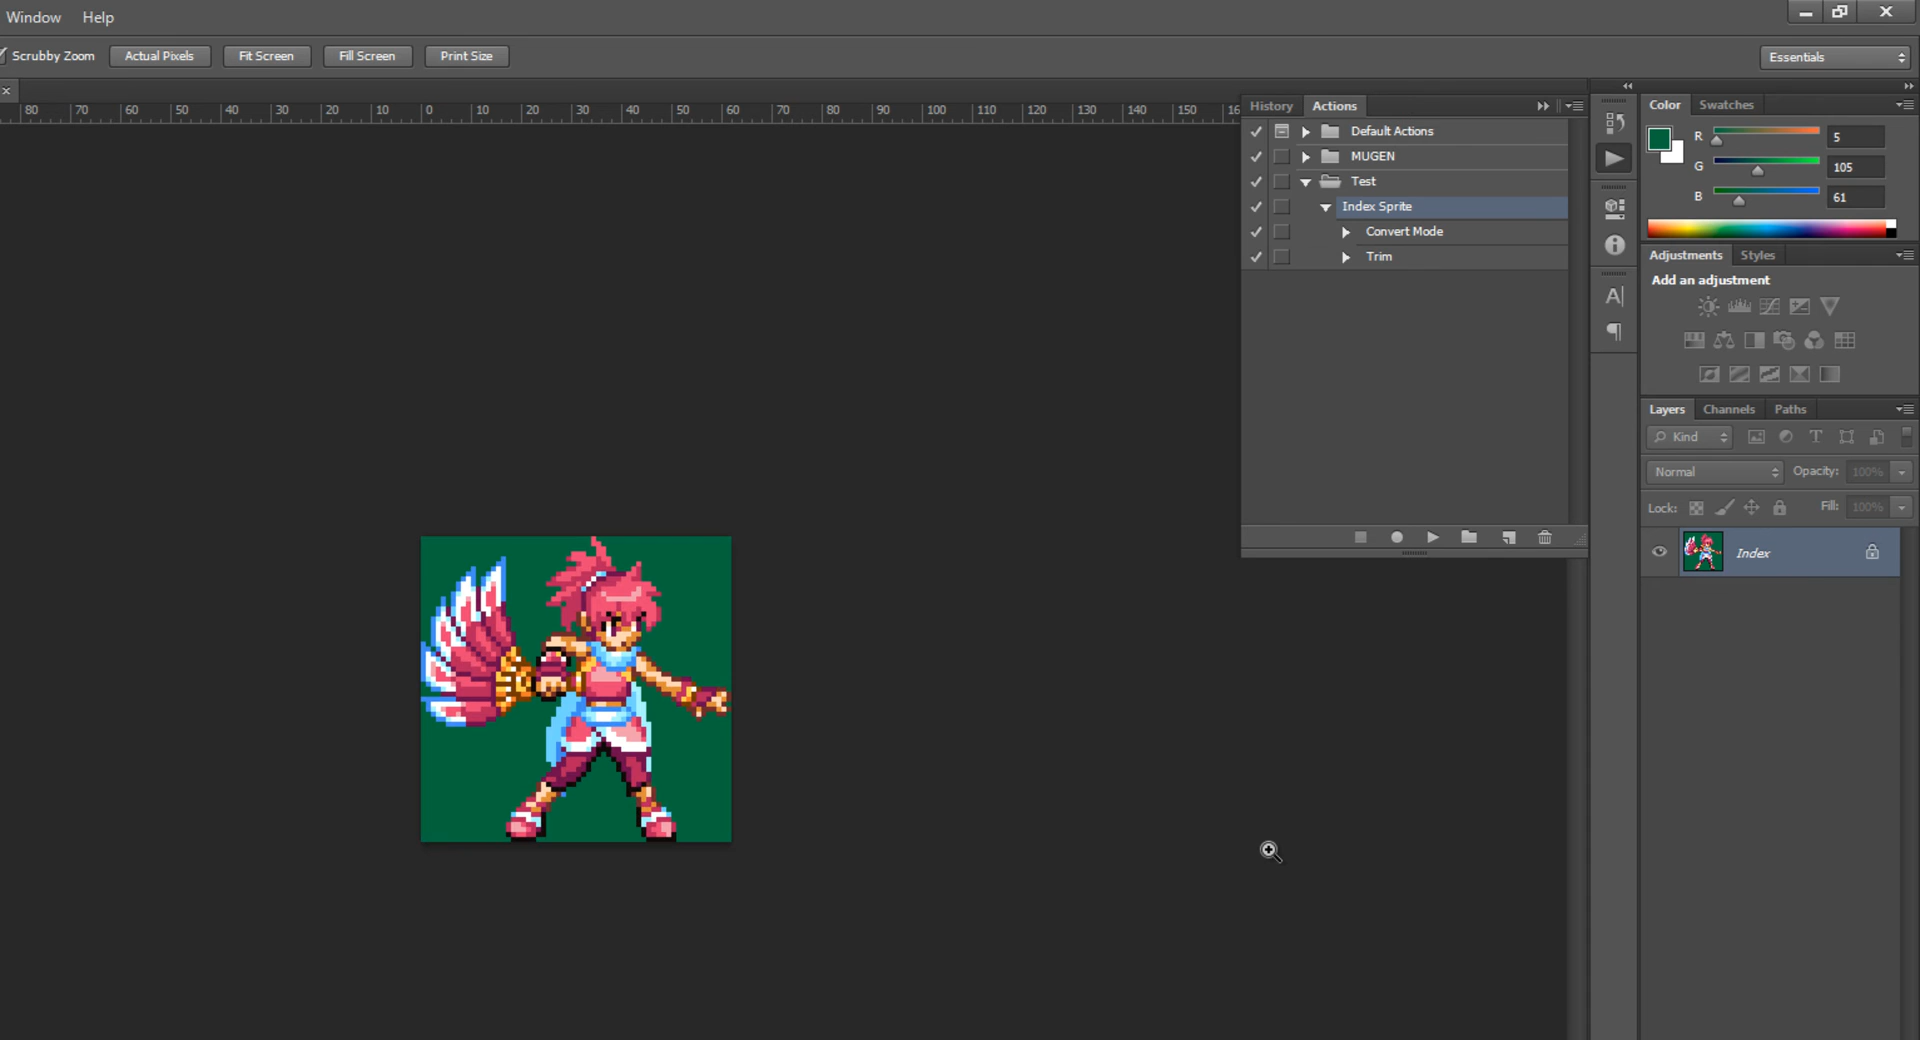 Window Help
Scrubby Zoom Actual Pixels Fit Screen Fill Screen Print Size Essentials
80 70 60 50 40 30 20 10 0 10 20 30 40 50 60 70 80 90 100 110 120 130 140 150 16
History Actions
Default Actions
MUGEN
Test
Index Sprite
Convert Mode
Trim
Color Swatches
R 5
G 105
B 61
Adjustments Styles
Add an adjustment
Layers Channels Paths
Kind
Normal Opacity: 100%
Lock: Fill: 100%
Index